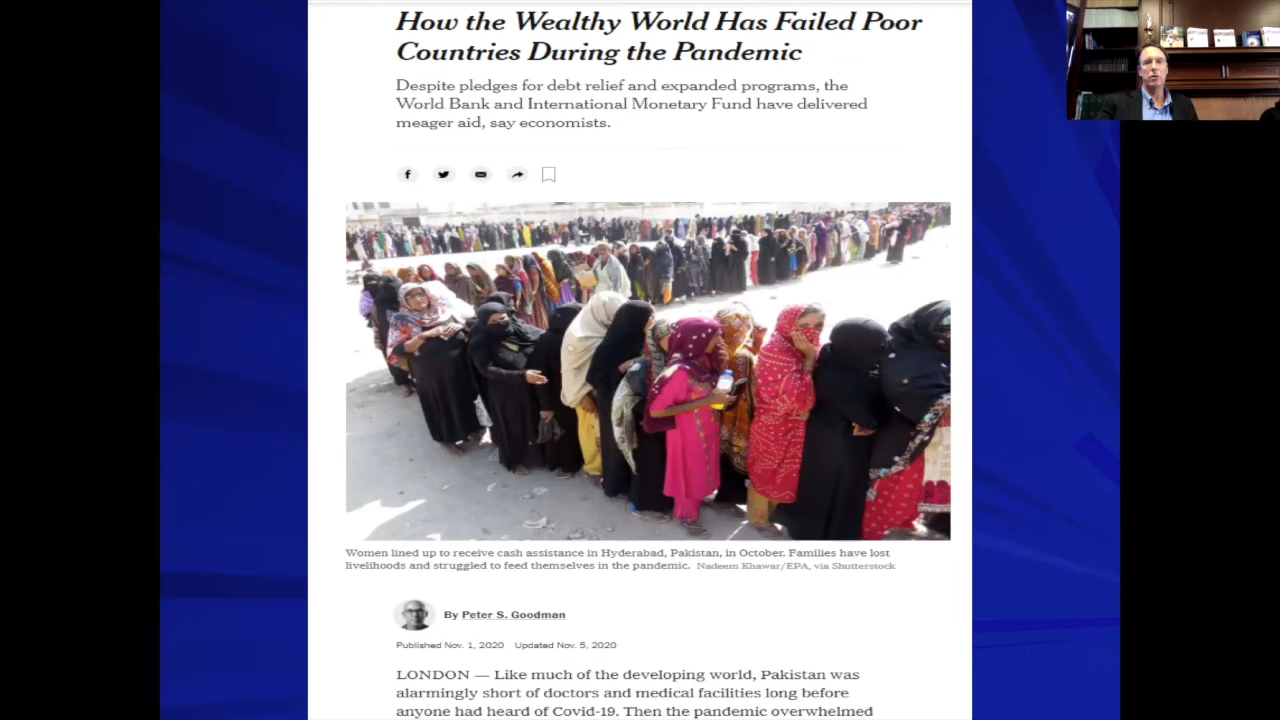 How the Wealthy World Has Failed Poor
Countries During the Pandemic
Despite pledges for debt relief and expanded programs, the
World Bank and International Monetary Fund have delivered
meager aid, say economists.
Women lined up to receive cash assistance in Hyderabad, Pakistan, in October. Families have lost
livelihoods and struggled to feed themselves in the pandemic. Nadeem Khawar/EPA, via Shutterstock
By Peter S. Goodman
Published Nov. 1, 2020 Updated Nov. 5, 2020
LONDON — Like much of the developing world, Pakistan was
alarmingly short of doctors and medical facilities long before
anyone had heard of Covid-19. Then the pandemic overwhelmed